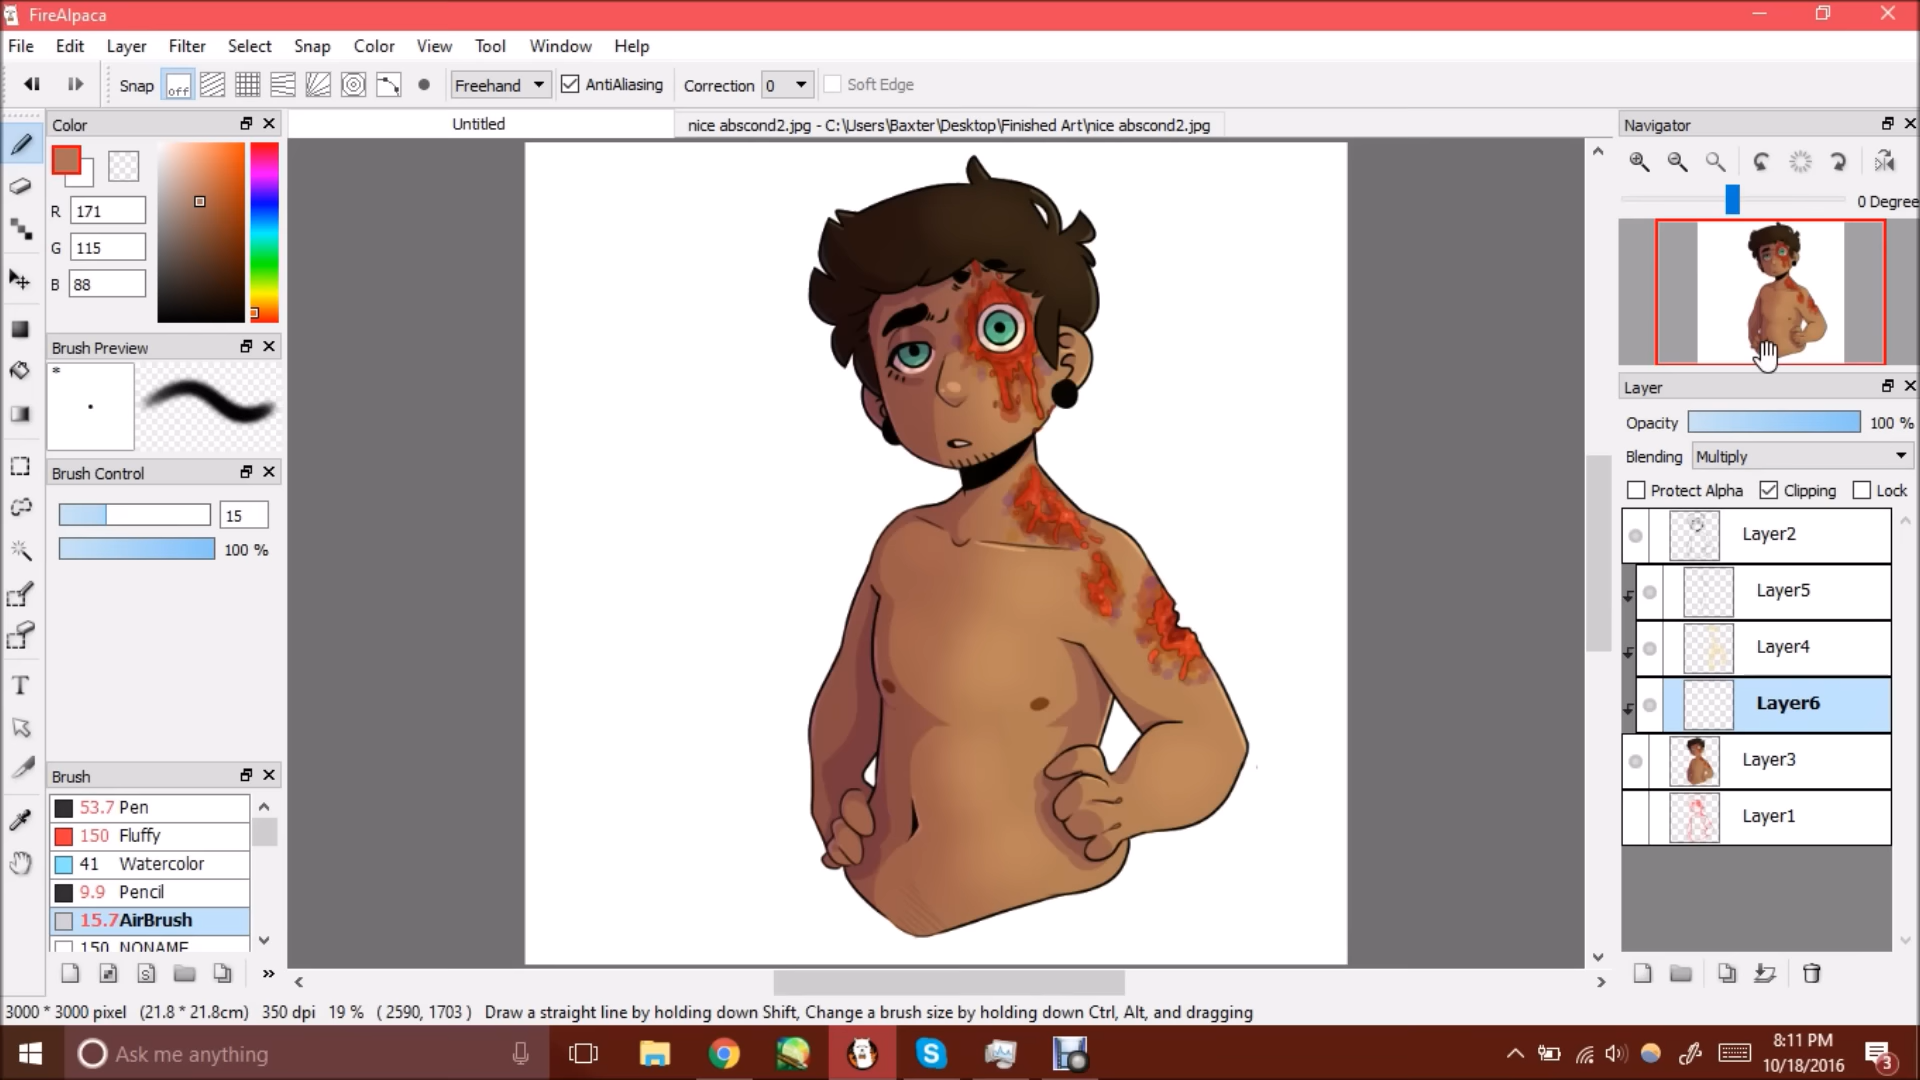 FireAlpaca
File Edit Layer Filter Select Snap Color View Tool Window Help
Snap off Freehand AntiAliasing Correction 0 Soft Edge
Color
Untitled
nice abscond2.jpg - C:\Users\Baxter\Desktop\Finished Art\nice abscond2.jpg
Navigator
R 171
G 115
B 88
0 Degree
Brush Preview
*
Layer
Opacity 100 %
Blending Multiply
Protect Alpha Clipping Lock
Brush Control
15
100 %
Layer2
Layer5
Layer4
Layer6
Layer3
Layer1
Brush
53.7 Pen
150 Fluffy
41 Watercolor
9.9 Pencil
15.7 AirBrush
150 NONAME
S
»
T
3000 * 3000 pixel (21.8 * 21.8cm) 350 dpi 19 % ( 2590, 1703 ) Draw a straight line by holding down Shift, Change a brush size by holding down Ctrl, Alt, and dragging
Ask me anything
8:11 PM
10/18/2016
3